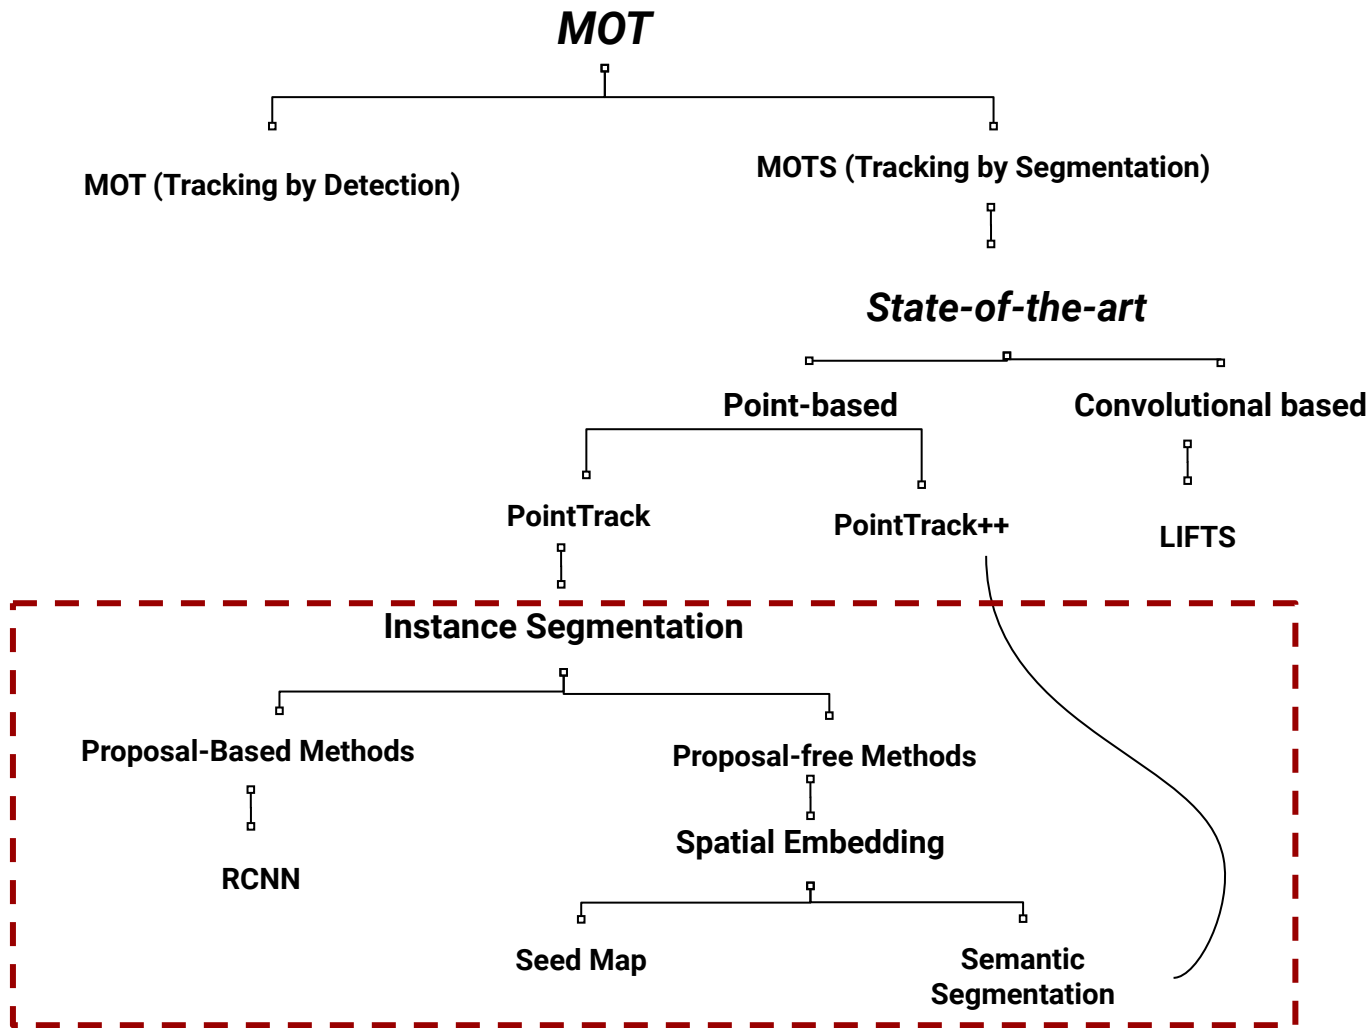 MOT
MOT (Tracking by Detection)
MOTS (Tracking by Segmentation)
State-of-the-art
Point-based
Convolutional based
PointTrack
PointTrack++
LIFTS
Instance Segmentation
Proposal-Based Methods
Proposal-free Methods
Spatial Embedding
RCNN
Seed Map
Semantic
Segmentation